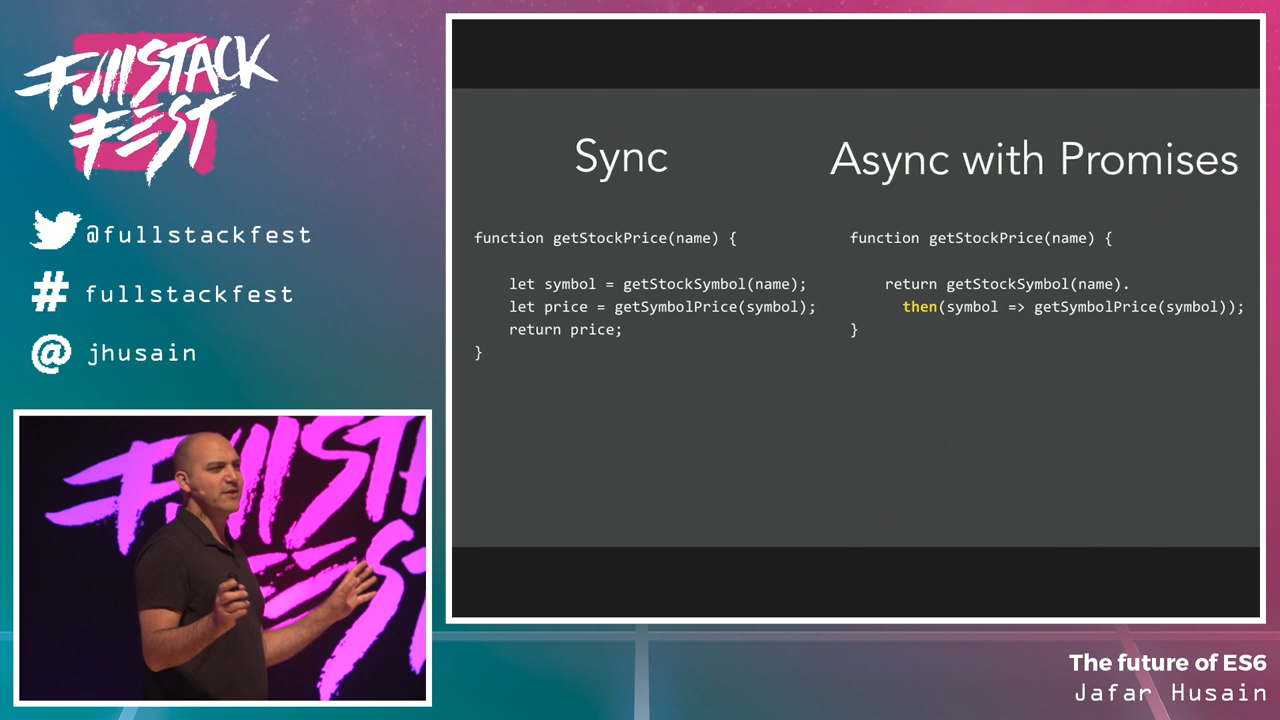 FullSTACK
FEST
@fullstackfest
# fullstackfest
@ jhusain
Sync
function getStockPrice(name) {
let symbol = getStockSymbol(name);
let price = getSymbolPrice(symbol);
return price;
}
Async with Promises
function getStockPrice(name) {
return getStockSymbol(name).
then(symbol => getSymbolPrice(symbol));
}
FullSTA
FEST
The future of ES6
Jafar Husain